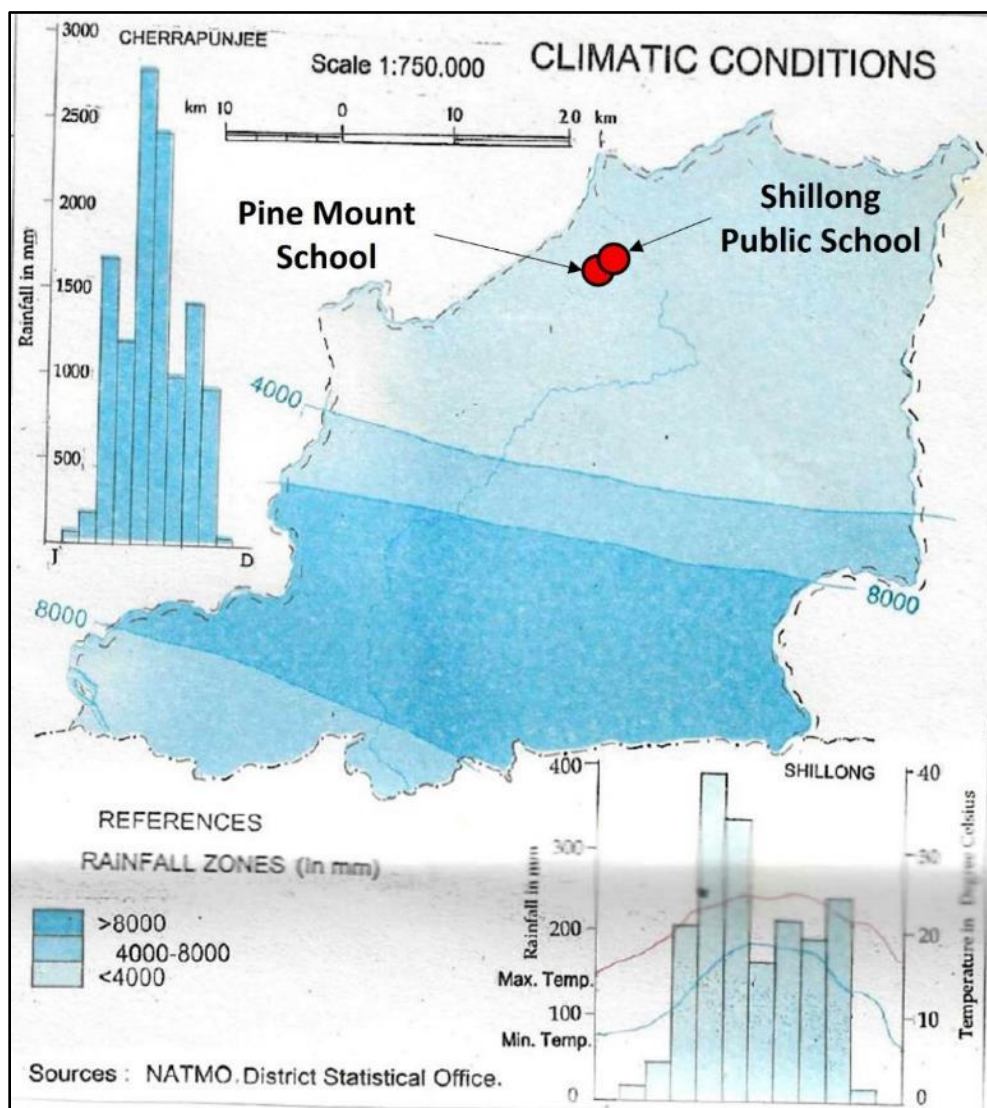 3000
CHERRAPUNJEE
2500
2000
1500
1000
500
Rainfall in mm
J
D
Scale 1:750.000
km 10 0 10 20 km
CLIMATIC CONDITIONS
Pine Mount
School
Shillong
Public School
4000
8000
8000
REFERENCES
RAINFALL ZONES (In mm)
>8000
4000-8000
<4000
SHILLONG
400
300
200
100
0
Rainfall in mm
Max. Temp.
Min. Temp.
40
30
20
10
0
Temperature in Degree Celsius
Sources : NATMO. District Statistical Office.